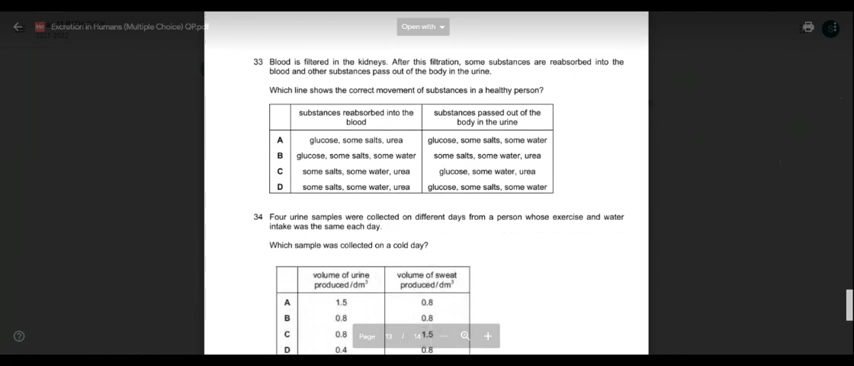 Excretion in Humans (Multiple Choice) QP.pdf
Open with
33 Blood is filtered in the kidneys. After this filtration, some substances are reabsorbed into the
blood and other substances pass out of the body in the urine.
Which line shows the correct movement of substances in a healthy person?
substances reabsorbed into the blood substances passed out of the body in the urine
A glucose, some salts, urea glucose, some salts, some water
B glucose, some salts, some water some salts, some water, urea
C some salts, some water, urea glucose, some water, urea
D some salts, some water, urea glucose, some salts, some water
34 Four urine samples were collected on different days from a person whose exercise and water
intake was the same each day.
Which sample was collected on a cold day?
volume of urine produced/dm³ volume of sweat produced/dm³
A 1.5 0.8
B 0.8 0.8
C 0.8 1.5
D 0.4 0.8
Page 13 / 14